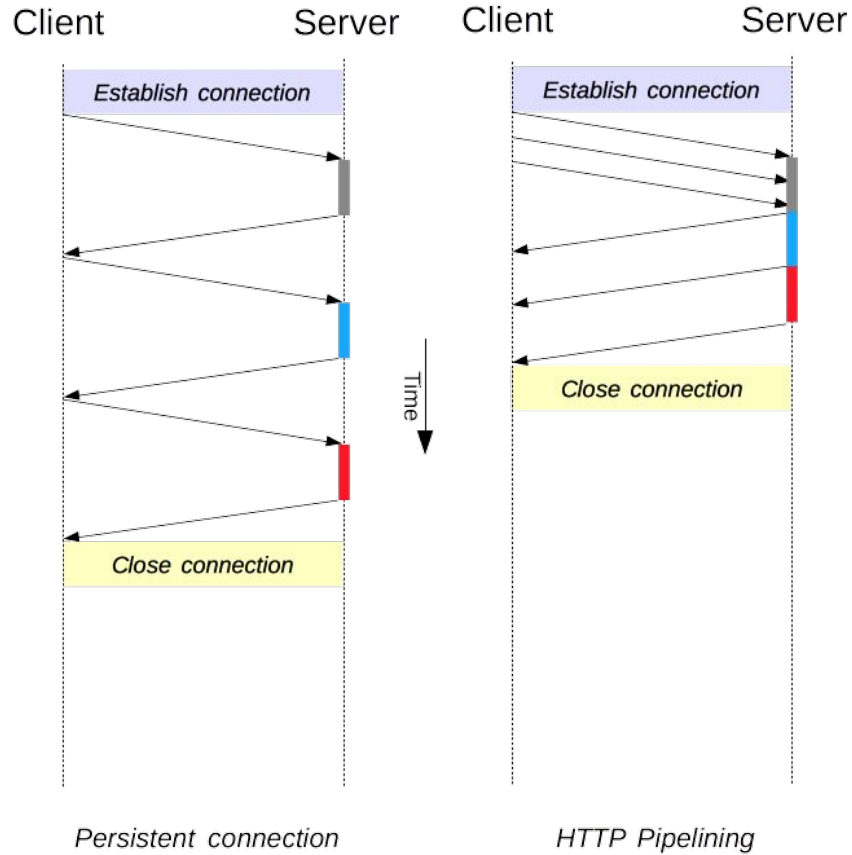 Client Server
Establish connection
Close connection
Persistent connection
Time
Client Server
Establish connection
Close connection
HTTP Pipelining